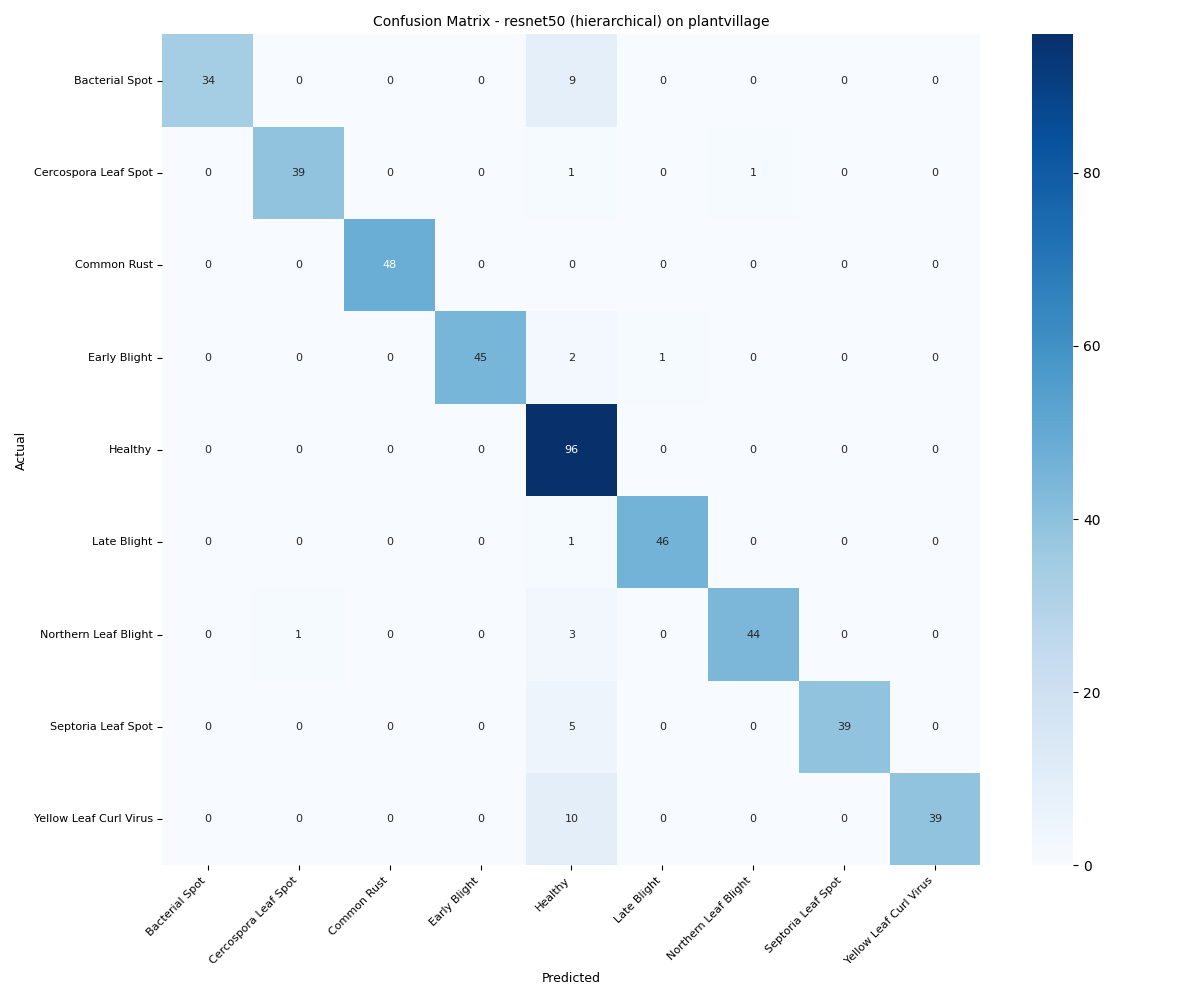 Confusion Matrix - resnet50 (hierarchical) on plantvillage
Bacterial Spot 34 0 0 0 9 0 0 0 0
Cercospora Leaf Spot 0 39 0 0 1 0 1 0 0
Common Rust 0 0 48 0 0 0 0 0 0
Early Blight 0 0 0 45 2 1 0 0 0
Healthy 0 0 0 0 96 0 0 0 0
Late Blight 0 0 0 0 1 46 0 0 0
Northern Leaf Blight 0 1 0 0 3 0 44 0 0
Septoria Leaf Spot 0 0 0 0 5 0 0 39 0
Yellow Leaf Curl Virus 0 0 0 0 10 0 0 0 39
Actual
Bacterial Spot
Cercospora Leaf Spot
Common Rust
Early Blight
Healthy
Late Blight
Northern Leaf Blight
Septoria Leaf Spot
Yellow Leaf Curl Virus
Predicted
80
60
40
20
0